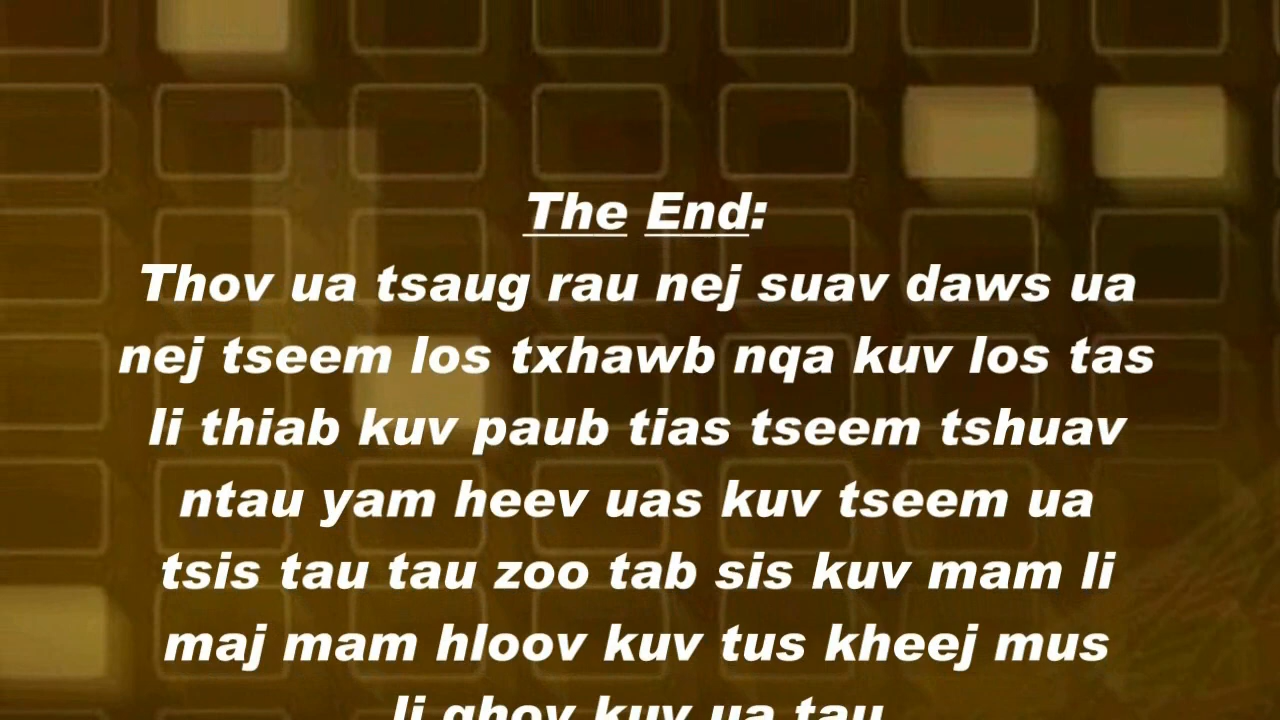 The End:
Thov ua tsaug rau nej suav daws ua
nej tseem los txhawb nqa kuv los tas
li thiab kuv paub tias tseem tshuav
ntau yam heev uas kuv tseem ua
tsis tau tau zoo tab sis kuv mam li
maj mam hloov kuv tus kheej mus
li qhov kuv ua tau